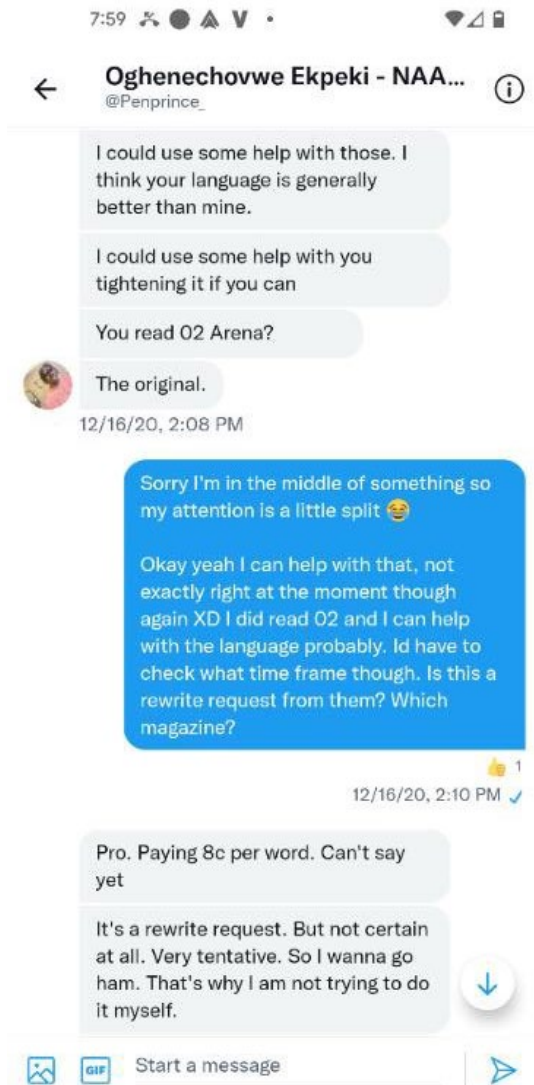 7:59
Oghenechovwe Ekpeki - NAA...
@Penprince_
I could use some help with those. I
think your language is generally
better than mine.
I could use some help with you
tightening it if you can
You read 02 Arena?
The original.
12/16/20, 2:08 PM
Sorry I'm in the middle of something so
my attention is a little split 😂
Okay yeah I can help with that, not
exactly right at the moment though
again XD I did read 02 and I can help
with the language probably. Id have to
check what time frame though. Is this a
rewrite request from them? Which
magazine?
👍 1
12/16/20, 2:10 PM
Pro. Paying 8c per word. Can't say
yet
It's a rewrite request. But not certain
at all. Very tentative. So I wanna go
ham. That's why I am not trying to do
it myself.
GIF Start a message